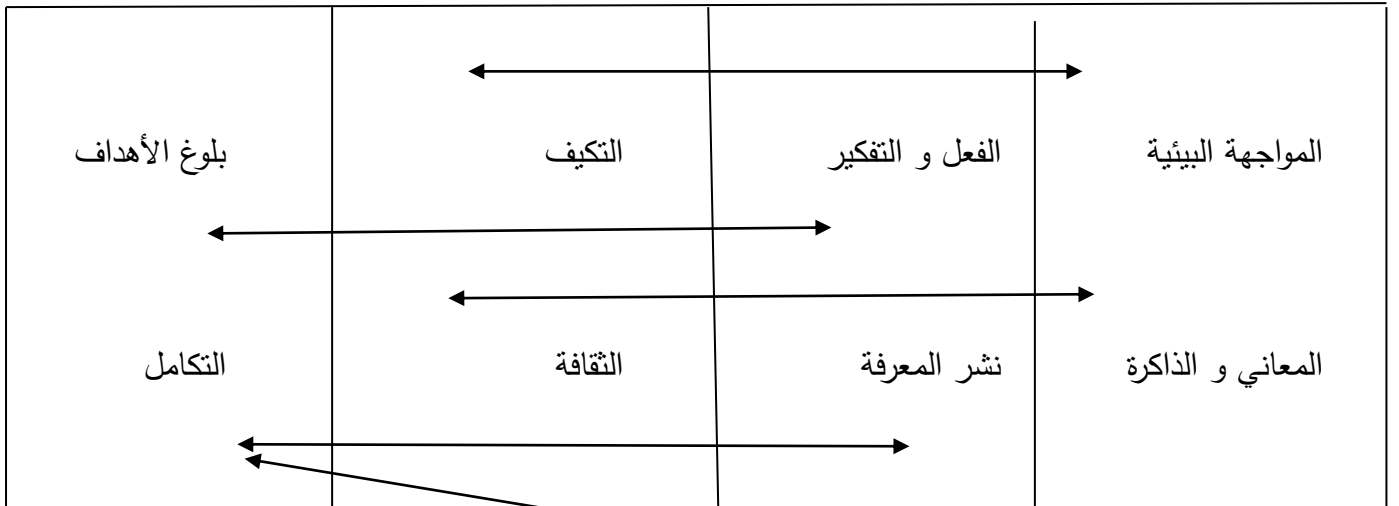 المواجهة البيئية الفعل و التفكير التكيف بلوغ الأهداف
المعاني و الذاكرة نشر المعرفة الثقافة التكامل